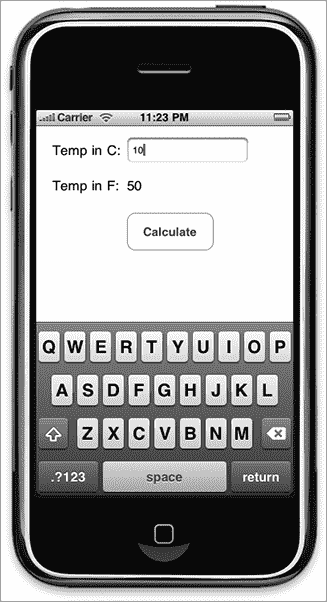 Carrier 11:23 PM
Temp in C: 10
Temp in F: 50
Calculate
Q W E R T Y U I O P
A S D F G H J K L
Z X C V B N M
.?123 space return